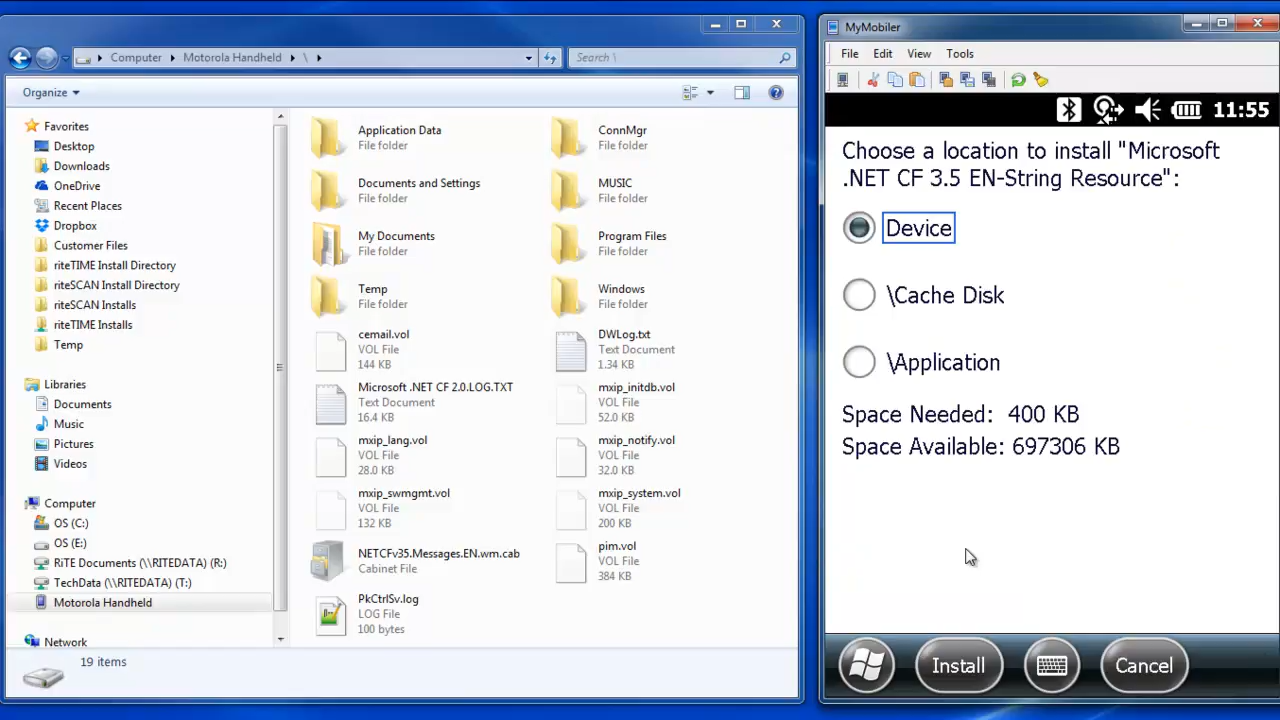 Computer
Motorola Handheld
\
Search \
Organize
Favorites
Desktop
Downloads
OneDrive
Recent Places
Dropbox
Customer Files
riteTIME Install Directory
riteSCAN Install Directory
riteSCAN Installs
riteTIME Installs
Temp
Libraries
Documents
Music
Pictures
Videos
Computer
OS (C:)
OS (E:)
RiTE Documents (\\RITEDATA) (R:)
TechData (\\RITEDATA) (T:)
Motorola Handheld
Network
Application Data
File folder
ConnMgr
File folder
Documents and Settings
File folder
MUSIC
File folder
My Documents
File folder
Program Files
File folder
Temp
File folder
Windows
File folder
cemail.vol
VOL File
144 KB
DWLog.txt
Text Document
1.34 KB
Microsoft .NET CF 2.0.LOG.TXT
Text Document
16.4 KB
mxip_initdb.vol
VOL File
52.0 KB
mxip_lang.vol
VOL File
28.0 KB
mxip_notify.vol
VOL File
32.0 KB
mxip_swmgmt.vol
VOL File
132 KB
mxip_system.vol
VOL File
200 KB
NETCFv35.Messages.EN.wm.cab
Cabinet File
pim.vol
VOL File
384 KB
PkCtrlSv.log
LOG File
100 bytes
19 items
MyMobiler
File Edit View Tools
11:55
Choose a location to install "Microsoft
.NET CF 3.5 EN-String Resource":
Device
\Cache Disk
\Application
Space Needed: 400 KB
Space Available: 697306 KB
Install
Cancel